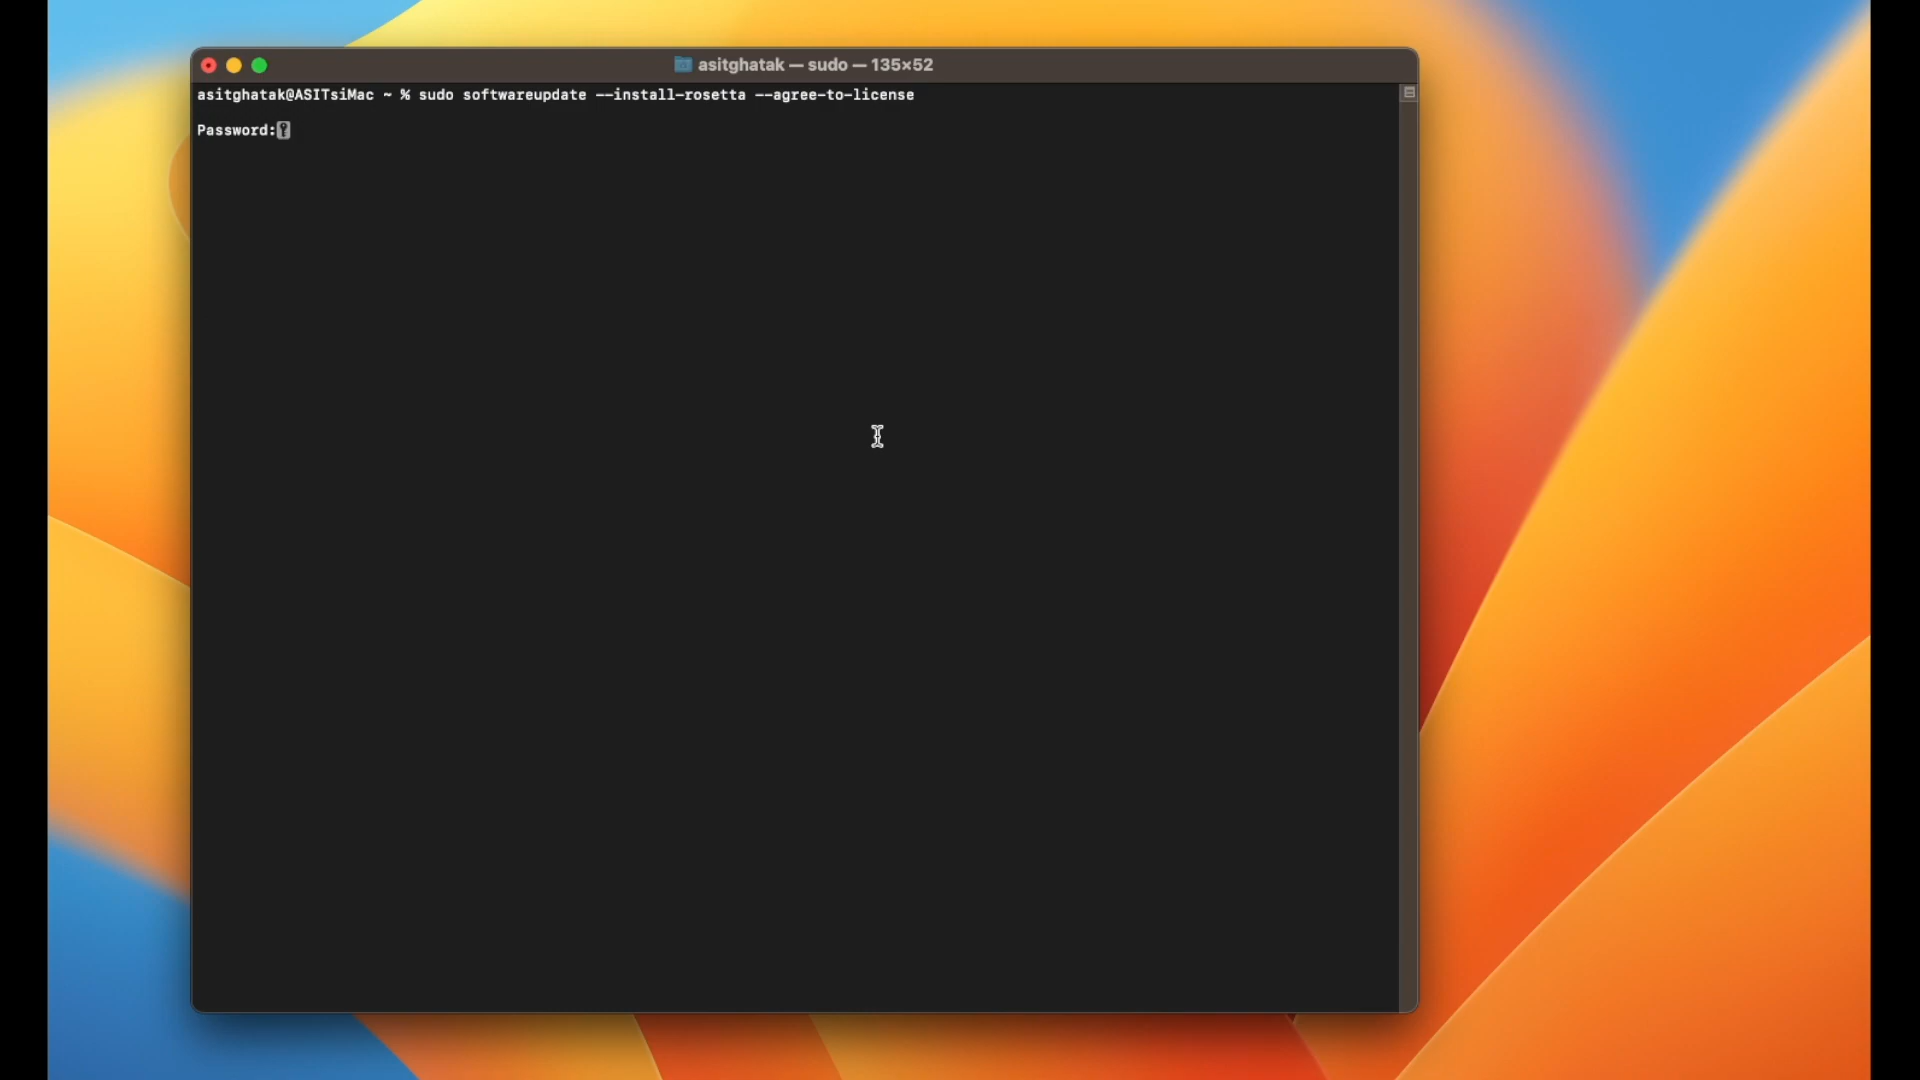 asitghatak — sudo — 135×52
asitghatak@ASITsiMac ~ % sudo softwareupdate --install-rosetta --agree-to-license
Password: